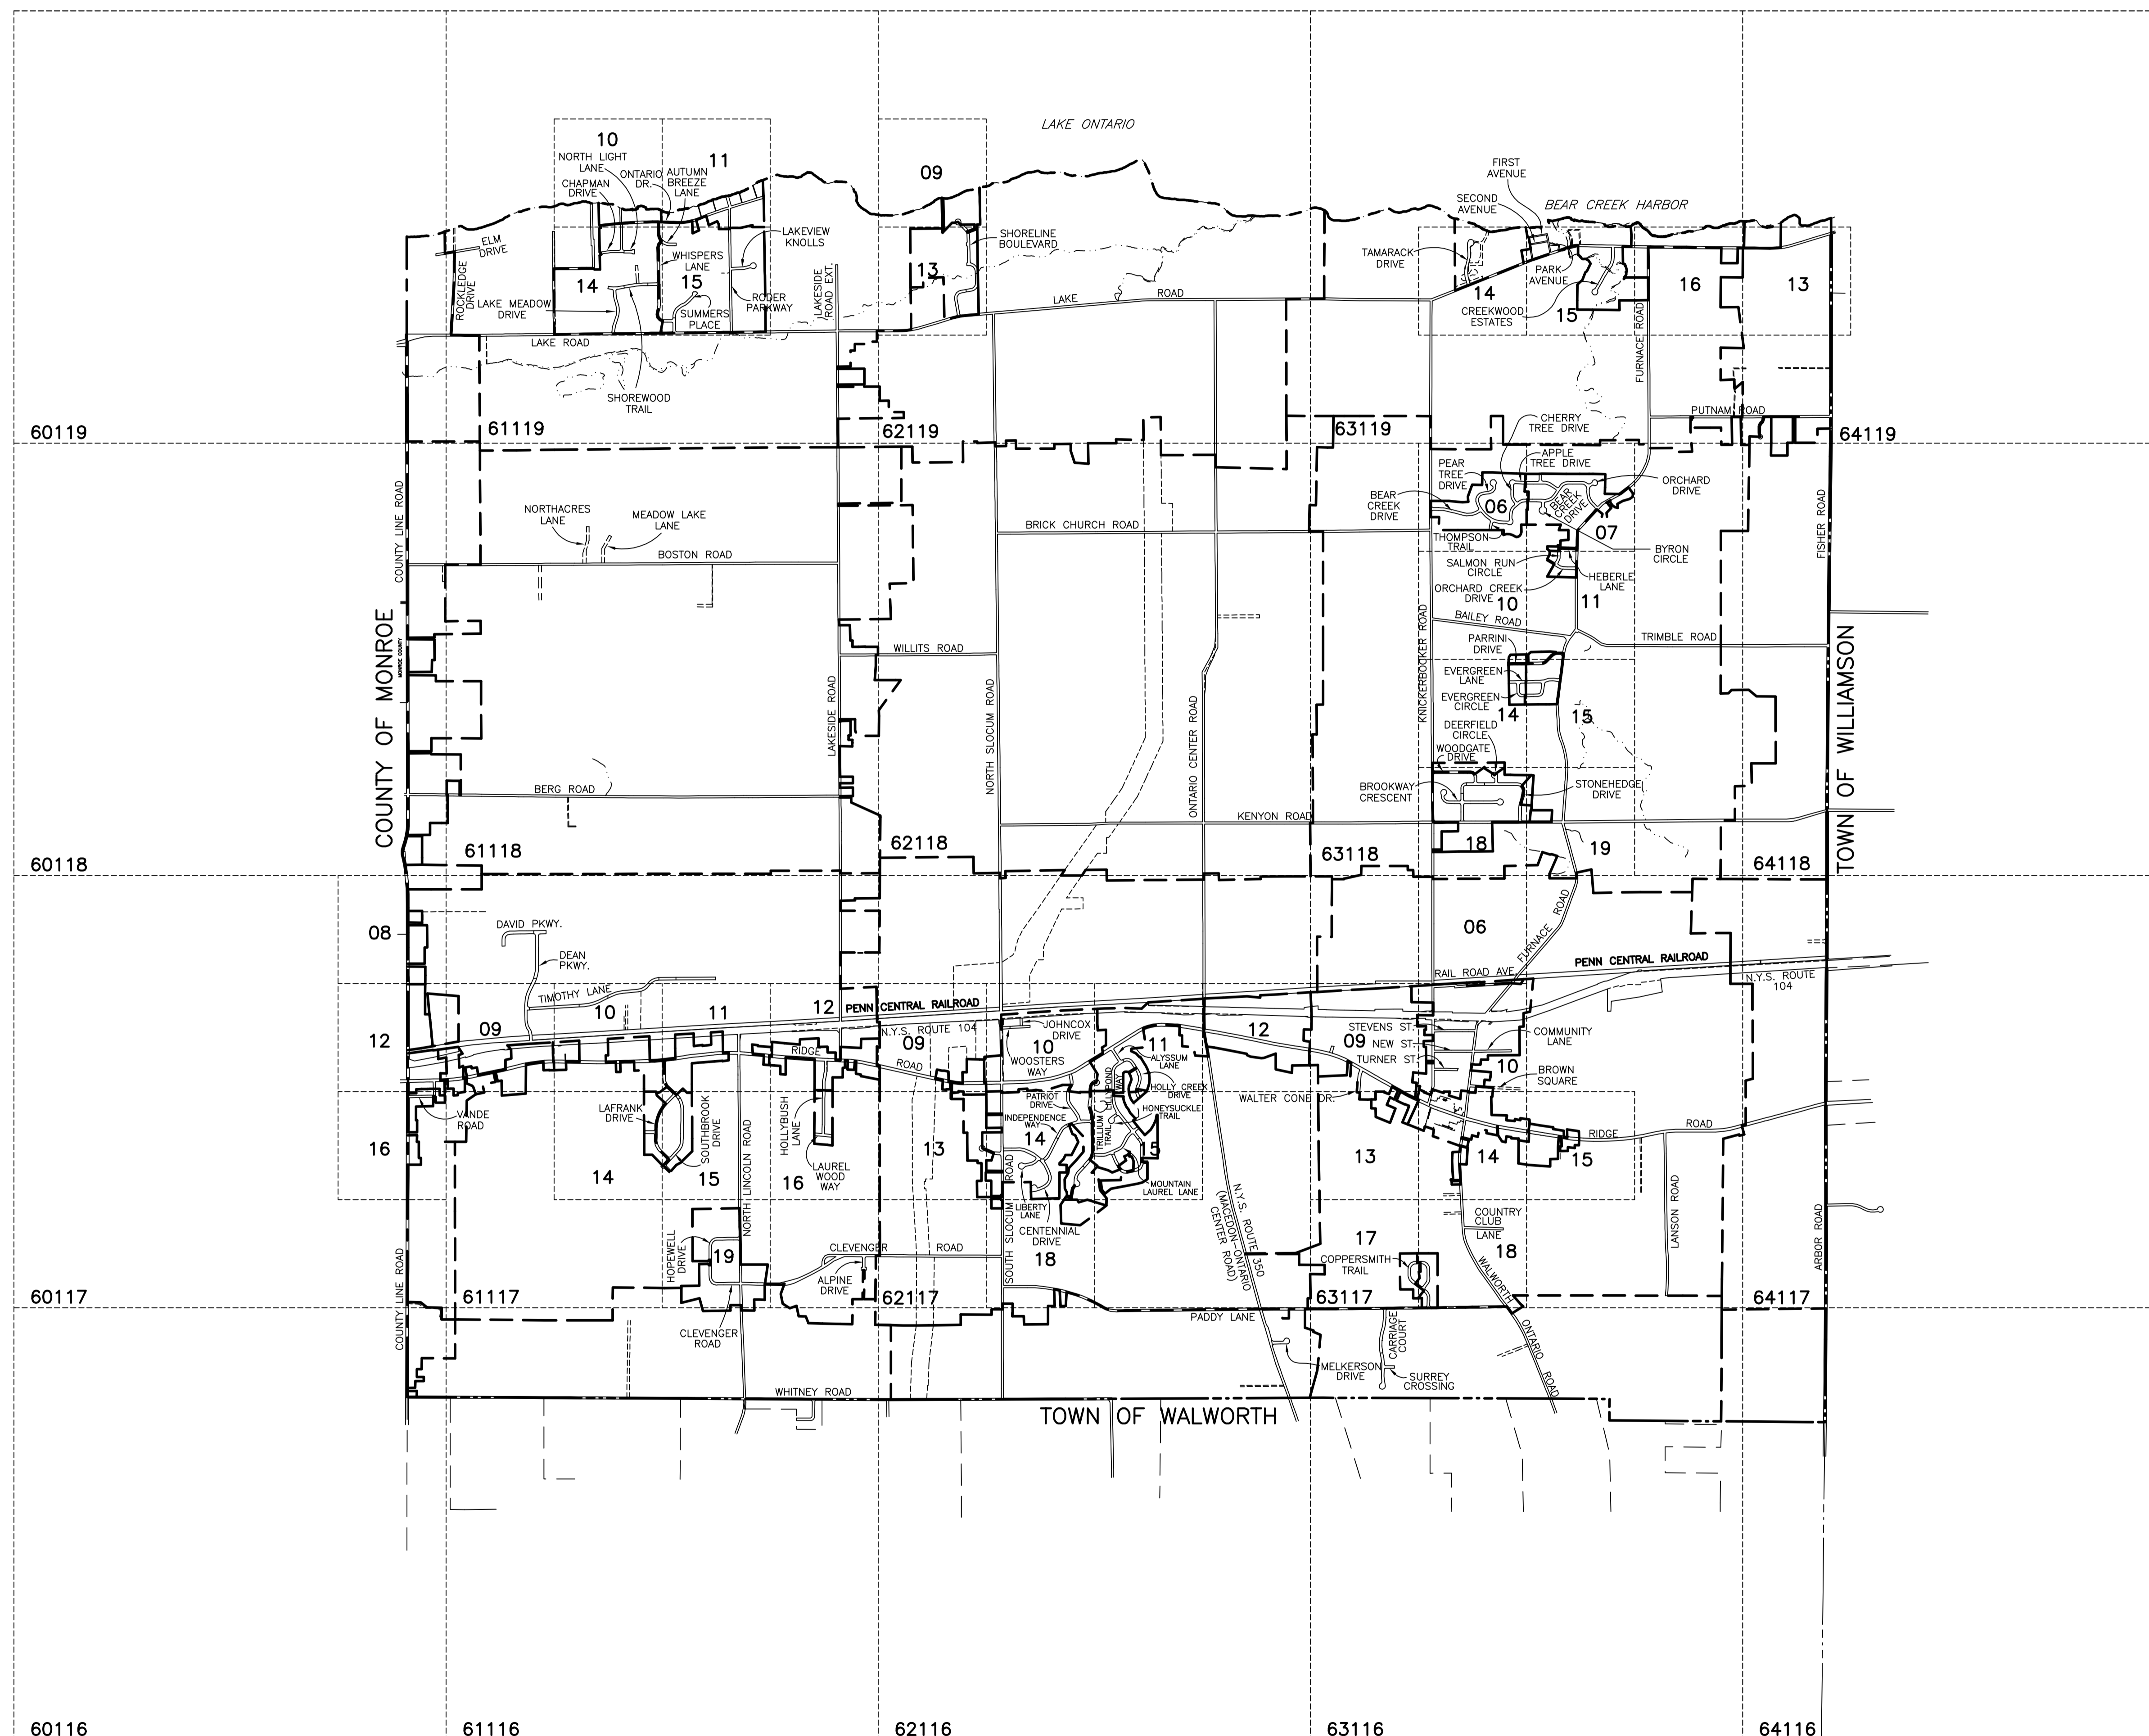 LAKE ONTARIO
10
NORTH LIGHT
LANE
CHAPMAN
DRIVE
ONTARIO
DR.
AUTUMN
BREEZE
LANE
11
09
FIRST
AVENUE
SECOND
AVENUE
BEAR CREEK HARBOR
ELM
DRIVE
ROCKLEDGE
DRIVE
LAKE MEADOW
DRIVE
14
WHISPERS
LANE
15
SUMMERS
PLACE
LAKEVIEW
KNOLLS
RODER
PARKWAY
LAKESIDE
ROAD EXT.
13
SHORELINE
BOULEVARD
LAKE ROAD
TAMARACK
DRIVE
14
PARK
AVENUE
CREEKWOOD
ESTATES
15
FURNACE ROAD
16
13
LAKE ROAD
SHOREWOOD
TRAIL
PUTNAM ROAD
60119
61119
62119
63119
64119
CHERRY
TREE DRIVE
APPLE
TREE DRIVE
PEAR
TREE
DRIVE
ORCHARD
DRIVE
BEAR
CREEK
DRIVE
06
BEAR
CREEK
DRIVE
07
THOMPSON
TRAIL
BYRON
CIRCLE
SALMON RUN
CIRCLE
HEBERLE
LANE
ORCHARD CREEK
DRIVE
10
11
COUNTY LINE ROAD
NORTHACRES
LANE
MEADOW LAKE
LANE
BOSTON ROAD
BRICK CHURCH ROAD
FISHER ROAD
COUNTY OF MONROE
MONROE COUNTY
WILLITS ROAD
LAKESIDE ROAD
NORTH SLOCUM ROAD
ONTARIO CENTER ROAD
KNICKERBOCKER ROAD
BAILEY ROAD
TRIMBLE ROAD
PARRINI
DRIVE
EVERGREEN
LANE
EVERGREEN
CIRCLE
14
15
DEERFIELD
CIRCLE
WOODGATE
DRIVE
BROOKWAY
CRESCENT
STONEHEDGE
DRIVE
TOWN OF WILLIAMSON
BERG ROAD
KENYON ROAD
18
19
60118
61118
62118
63118
64118
08
DAVID PKWY.
DEAN
PKWY.
TIMOTHY LANE
06
FURNACE ROAD
RAIL ROAD AVE.
PENN CENTRAL RAILROAD
N.Y.S. ROUTE
104
12
09
10
11
12
PENN CENTRAL RAILROAD
N.Y.S. ROUTE 104
09
RIDGE ROAD
JOHNCOX
DRIVE
10
WOOSTERS
WAY
11
ALYSSUM
LANE
LILY POND
WAY
HOLLY CREEK
DRIVE
HONEYSUCKLE
TRAIL
12
09
STEVENS ST.
NEW ST.
TURNER ST.
COMMUNITY
LANE
10
BROWN
SQUARE
WALTER CONE DR.
VANDE
ROAD
16
LAFRANK
DRIVE
SOUTHBROOK
DRIVE
14
15
NORTH LINCOLN ROAD
HOLLYBUSH
LANE
LAUREL
WOOD
WAY
16
13
PATRIOT
DRIVE
INDEPENDENCE
WAY
14
TRILLIUM
TRAIL
15
MOUNTAIN
LAUREL LANE
LIBERTY
LANE
CENTENNIAL
DRIVE
18
SOUTH SLOCUM ROAD
N.Y.S. ROUTE 350
(MACEDON-ONTARIO
CENTER ROAD)
13
14
15
RIDGE ROAD
LANSON ROAD
ARBOR ROAD
COUNTRY
CLUB
LANE
17
18
COPPERSMITH
TRAIL
WALWORTH ONTARIO ROAD
COUNTY LINE ROAD
HOPEWELL
DRIVE
19
CLEVENGER ROAD
ALPINE
DRIVE
CLEVENGER
ROAD
60117
61117
62117
63117
64117
PADDY LANE
MELKERSON
DRIVE
CARRIAGE
COURT
SURREY
CROSSING
WHITNEY ROAD
TOWN OF WALWORTH
60116
61116
62116
63116
64116